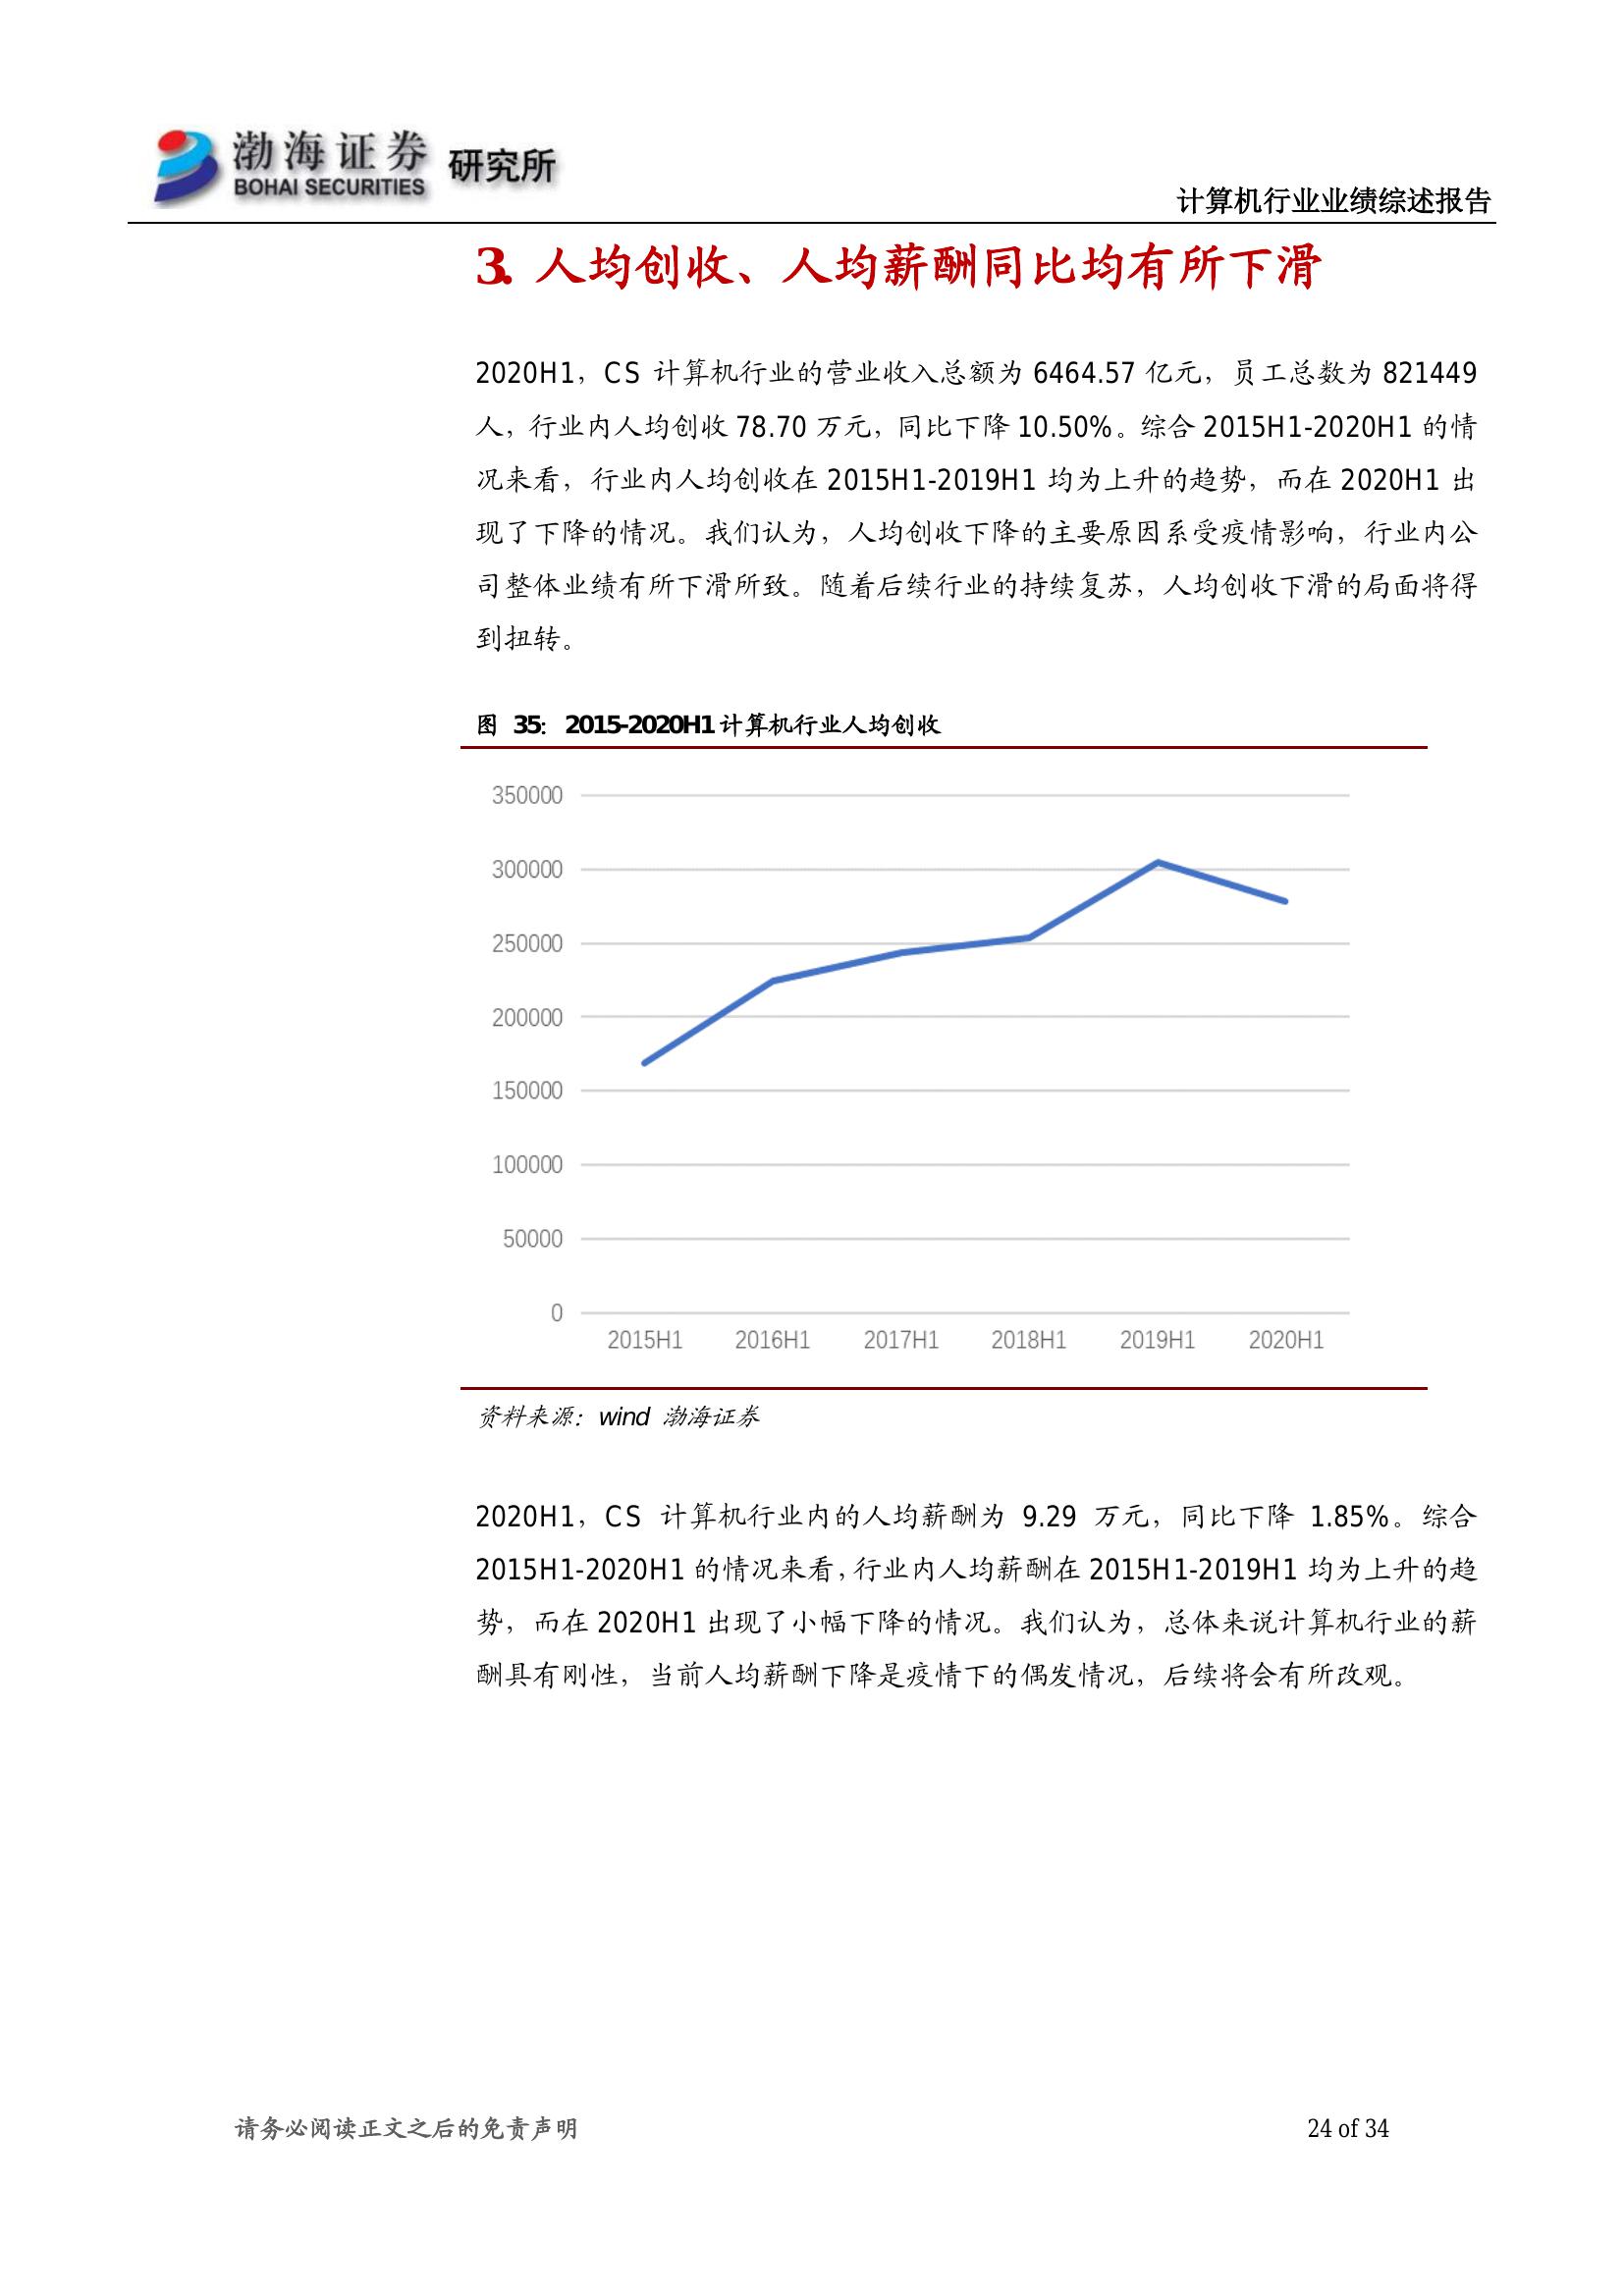 渤海证券 研究所
BOHAI SECURITIES
计算机行业业绩综述报告
3. 人均创收、人均薪酬同比均有所下滑
2020H1，CS 计算机行业的营业收入总额为 6464.57 亿元，员工总数为 821449
人，行业内人均创收 78.70 万元，同比下降 10.50%。综合 2015H1-2020H1 的情
况来看，行业内人均创收在 2015H1-2019H1 均为上升的趋势，而在 2020H1 出
现了下降的情况。我们认为，人均创收下降的主要原因系受疫情影响，行业内公
司整体业绩有所下滑所致。随着后续行业的持续复苏，人均创收下滑的局面将得
到扭转。
图 35：2015-2020H1 计算机行业人均创收
350000
300000
250000
200000
150000
100000
50000
0
2015H1 2016H1 2017H1 2018H1 2019H1 2020H1
资料来源：wind 渤海证券
2020H1，CS 计算机行业内的人均薪酬为 9.29 万元，同比下降 1.85%。综合
2015H1-2020H1 的情况来看，行业内人均薪酬在 2015H1-2019H1 均为上升的趋
势，而在 2020H1 出现了小幅下降的情况。我们认为，总体来说计算机行业的薪
酬具有刚性，当前人均薪酬下降是疫情下的偶发情况，后续将会有所改观。
请务必阅读正文之后的免责声明 24 of 34